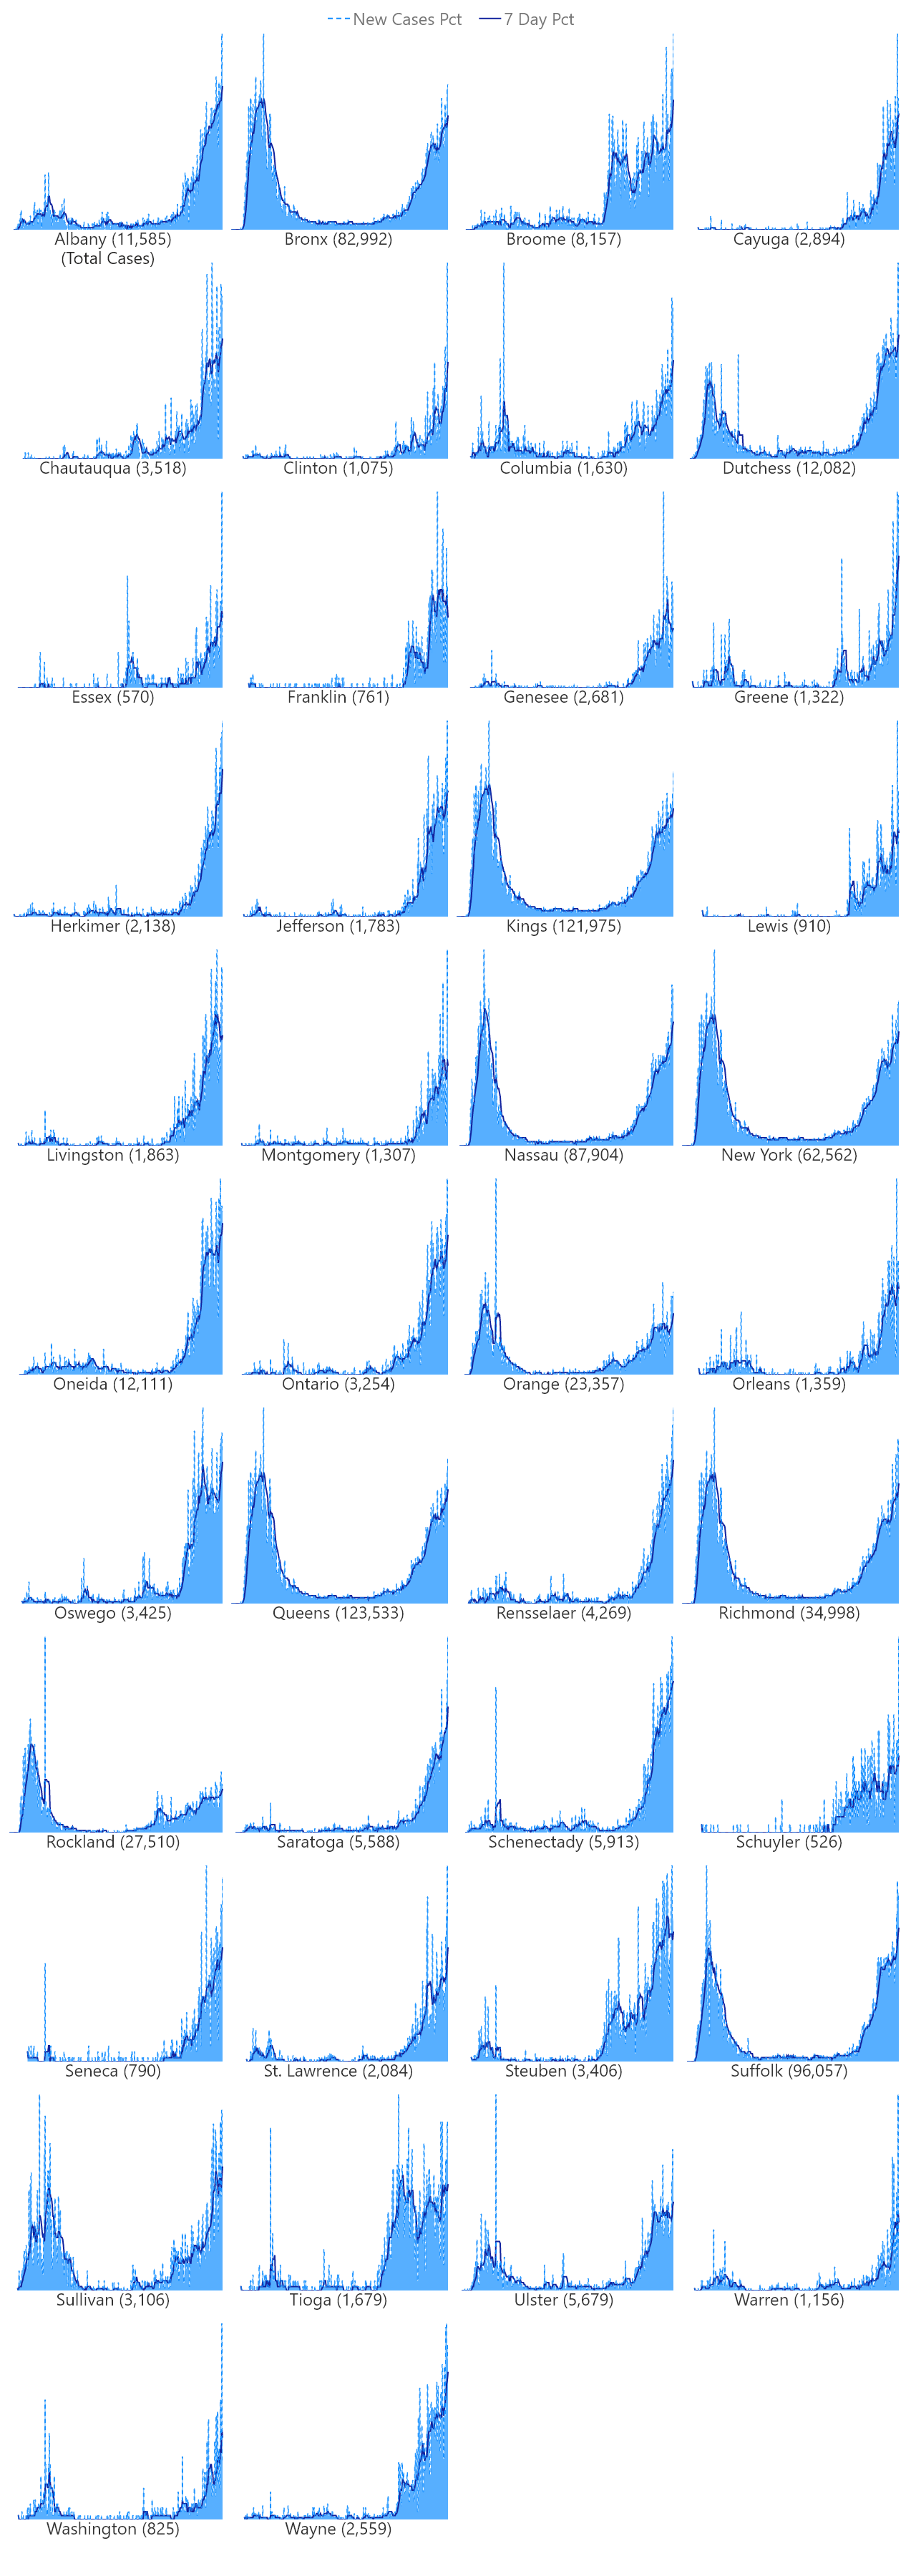 New Cases Pct 7 Day Pct
Albany (11,585) Bronx (82,992) Broome (8,157) Cayuga (2,894)
(Total Cases)
Chautauqua (3,518) Clinton (1,075) Columbia (1,630) Dutchess (12,082)
Essex (570) Franklin (761) Genesee (2,681) Greene (1,322)
Herkimer (2,138) Jefferson (1,783) Kings (121,975) Lewis (910)
Livingston (1,863) Montgomery (1,307) Nassau (87,904) New York (62,562)
Oneida (12,111) Ontario (3,254) Orange (23,357) Orleans (1,359)
Oswego (3,425) Queens (123,533) Rensselaer (4,269) Richmond (34,998)
Rockland (27,510) Saratoga (5,588) Schenectady (5,913) Schuyler (526)
Seneca (790) St. Lawrence (2,084) Steuben (3,406) Suffolk (96,057)
Sullivan (3,106) Tioga (1,679) Ulster (5,679) Warren (1,156)
Washington (825) Wayne (2,559)